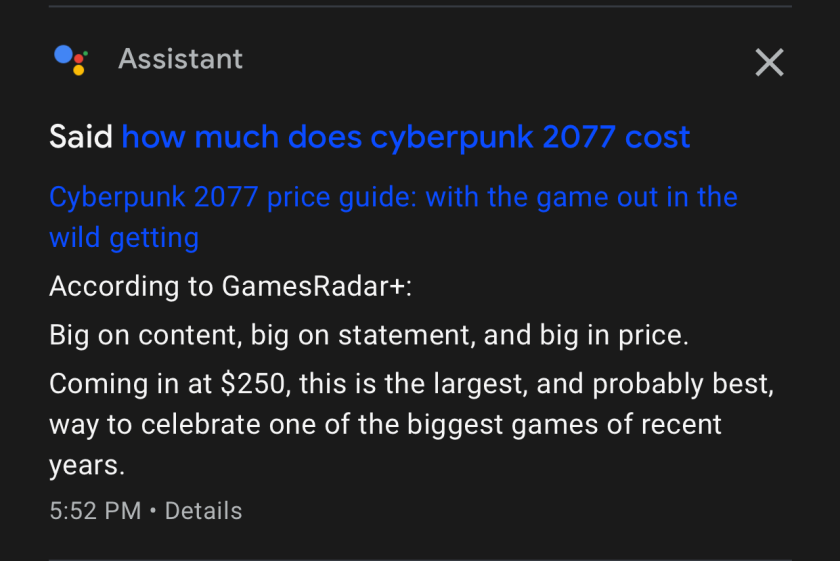 Assistant
Said how much does cyberpunk 2077 cost
Cyberpunk 2077 price guide: with the game out in the
wild getting
According to GamesRadar+:
Big on content, big on statement, and big in price.
Coming in at $250, this is the largest, and probably best,
way to celebrate one of the biggest games of recent
years.
5:52 PM • Details